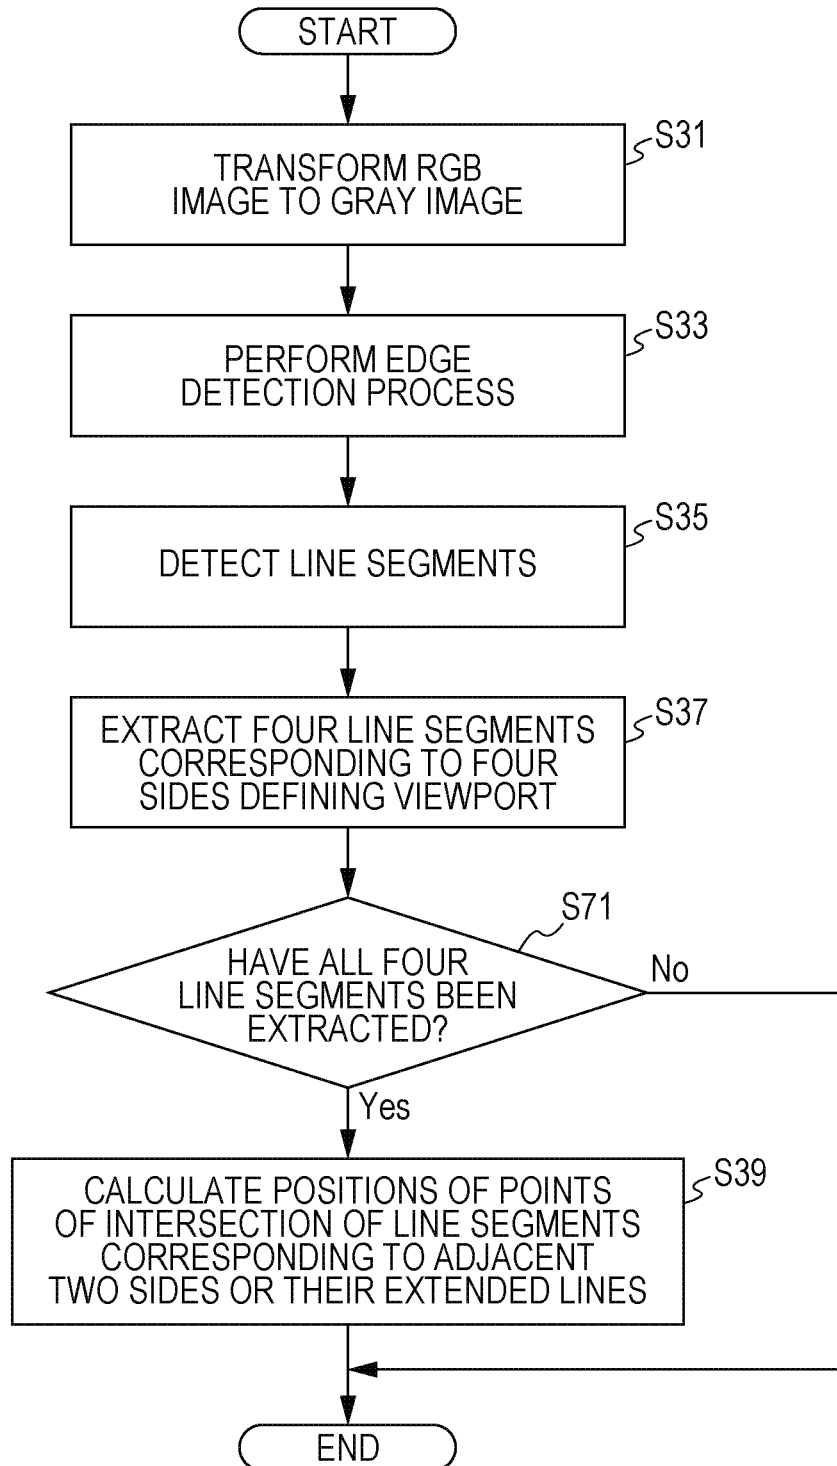 START
S31
TRANSFORM RGB
IMAGE TO GRAY IMAGE
S33
PERFORM EDGE
DETECTION PROCESS
S35
DETECT LINE SEGMENTS
S37
EXTRACT FOUR LINE SEGMENTS
CORRESPONDING TO FOUR
SIDES DEFINING VIEWPORT
S71
HAVE ALL FOUR
LINE SEGMENTS BEEN
EXTRACTED?
No
Yes
S39
CALCULATE POSITIONS OF POINTS
OF INTERSECTION OF LINE SEGMENTS
CORRESPONDING TO ADJACENT
TWO SIDES OR THEIR EXTENDED LINES
END